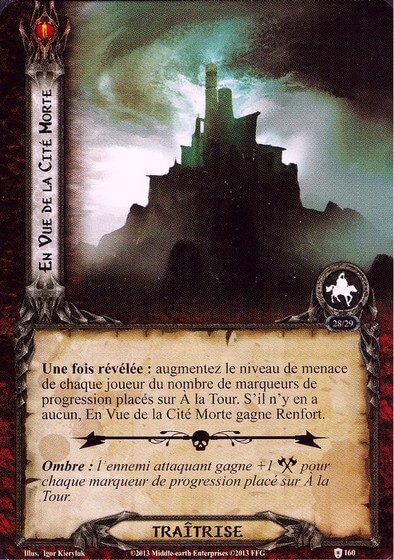 En Vue de la Cité Morte
28/29
Une fois révélée : augmentez le niveau de menace
de chaque joueur du nombre de marqueurs de
progression placés sur À la Tour. S'il n'y en a
aucun, En Vue de la Cité Morte gagne Renfort.
Ombre : l'ennemi attaquant gagne +1 pour
chaque marqueur de progression placé sur À la
Tour.
TRAÎTRISE
Illus. Igor Kieryluk ©2013 Middle-earth Enterprises ©2013 FFG 160